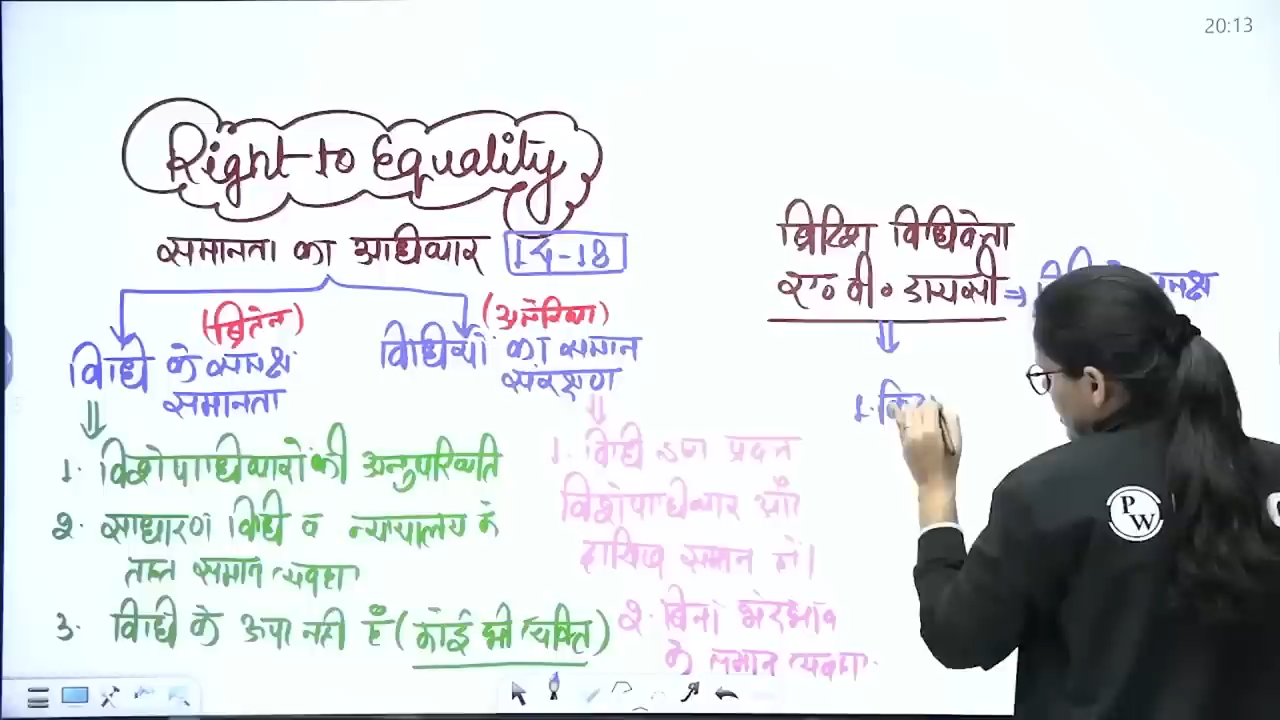 20:13
Right to Equality
समानता का अधिकार 14-18
(ब्रिटेन)
(अमेरिका)
विधि के समक्ष
समानता
विधियों का समान
संरक्षण
1. विशेषाधिकारों की अनुपस्थिति
2. साधारण विधि व न्यायालय के
तहत समान व्यवहार
3. विधि के ऊपर नहीं है (कोई भी व्यक्ति)
1. विधि द्वारा प्रदत्त
विशेषाधिकार और
दायित्व समान हों।
2. बिना भेदभाव
के समान व्यवहार
ब्रिटिश विधिवेत्ता
ए० वी० डायसी ⇒
1.
PW